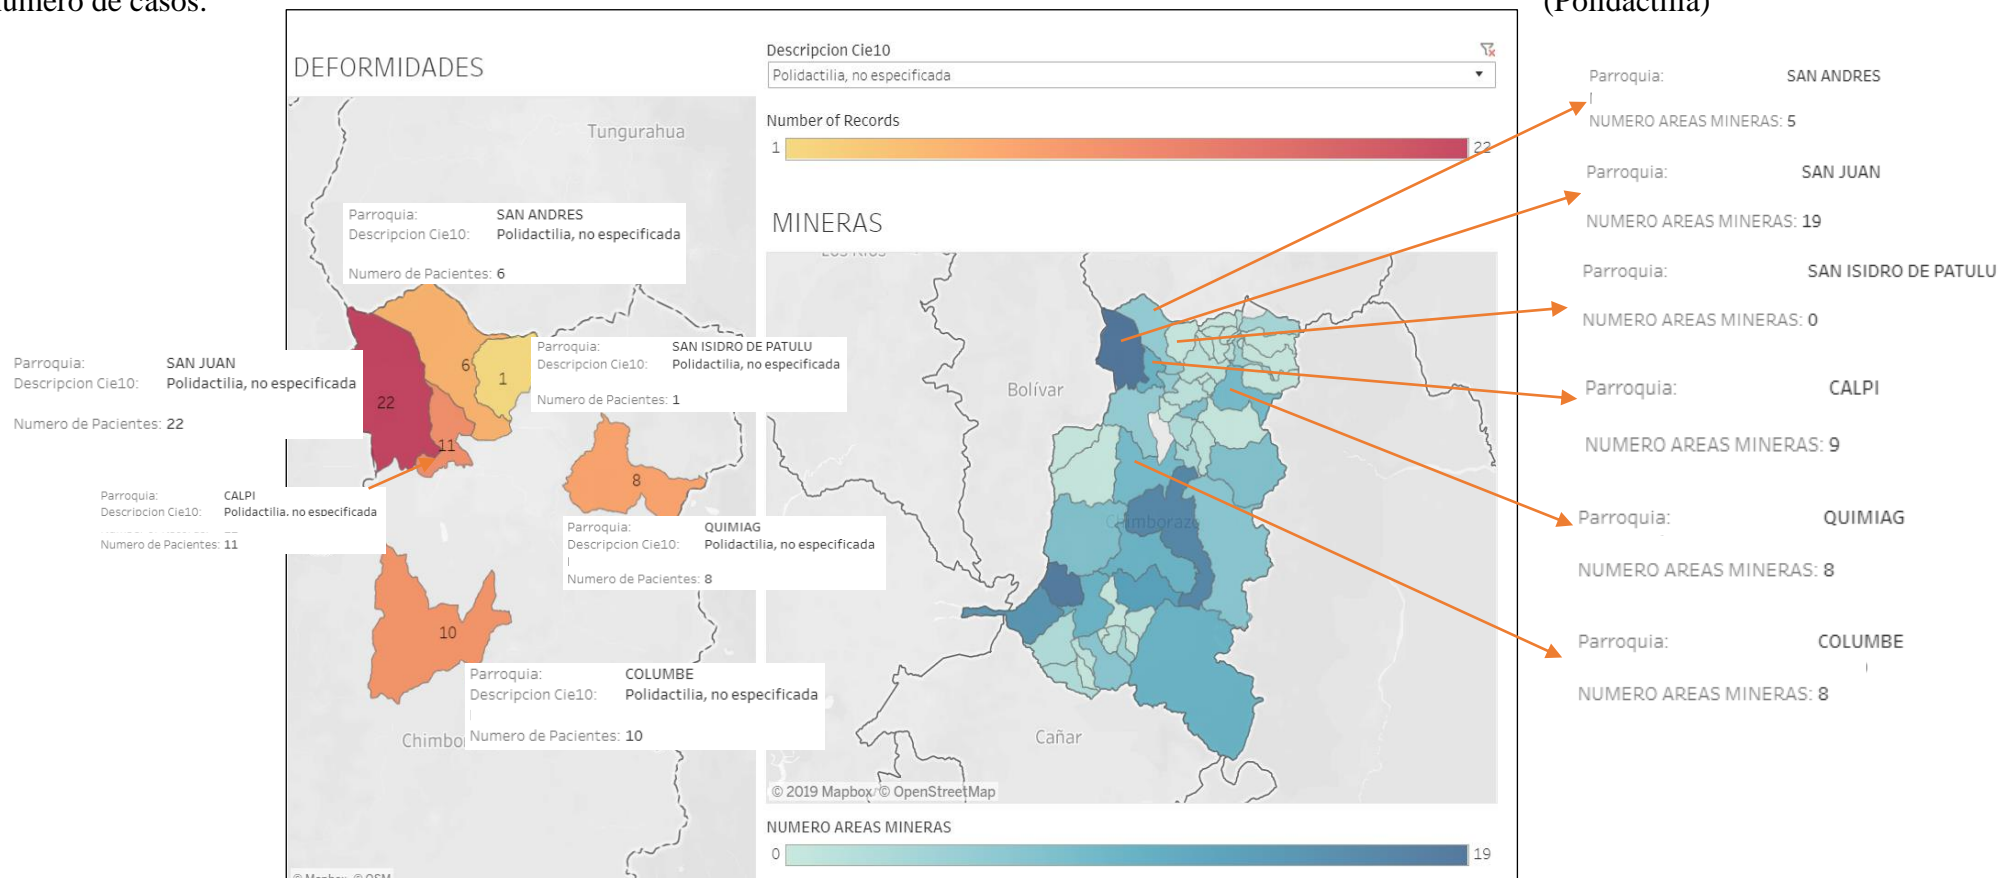 número de casos.
(Polidactilia)
DEFORMIDADES
Descripcion Cie10
Polidactilia, no especificada
Number of Records
1
22
Tungurahua
Parroquia: SAN ANDRES
Descripcion Cie10: Polidactilia, no especificada
Numero de Pacientes: 6
6
1
22
11
8
10
Parroquia: SAN ISIDRO DE PATULU
Descripcion Cie10: Polidactilia, no especificada
Numero de Pacientes: 1
Parroquia: SAN JUAN
Descripcion Cie10: Polidactilia, no especificada
Numero de Pacientes: 22
Parroquia: CALPI
Descripcion Cie10: Polidactilia. no especificada
Numero de Pacientes: 11
Parroquia: QUIMIAG
Descripcion Cie10: Polidactilia, no especificada
Numero de Pacientes: 8
Parroquia: COLUMBE
Descripcion Cie10: Polidactilia, no especificada
Numero de Pacientes: 10
Chimbo
© Mapbox © OSM
MINERAS
Los Ríos
Bolívar
Chimborazo
Cañar
© 2019 Mapbox © OpenStreetMap
NUMERO AREAS MINERAS
0
19
Parroquia: SAN ANDRES
NUMERO AREAS MINERAS: 5
Parroquia: SAN JUAN
NUMERO AREAS MINERAS: 19
Parroquia: SAN ISIDRO DE PATULU
NUMERO AREAS MINERAS: 0
Parroquia: CALPI
NUMERO AREAS MINERAS: 9
Parroquia: QUIMIAG
NUMERO AREAS MINERAS: 8
Parroquia: COLUMBE
NUMERO AREAS MINERAS: 8